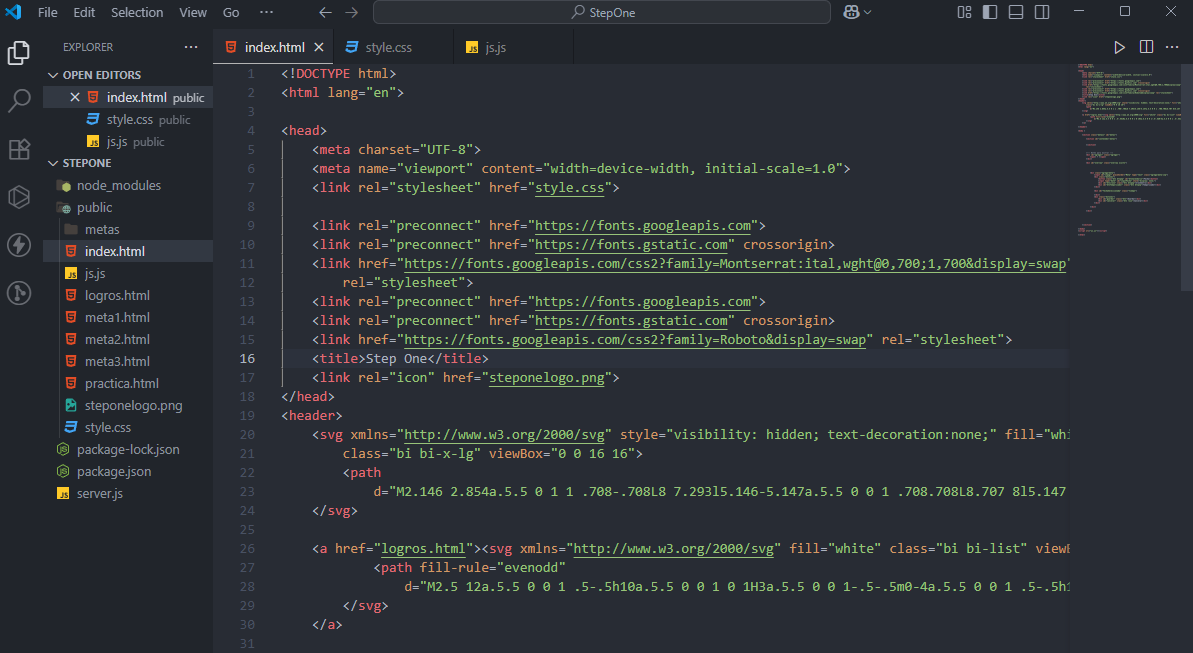 File Edit Selection View Go ··· StepOne
EXPLORER ···
OPEN EDITORS
index.html public
style.css public
JS js.js public
STEPONE
node_modules
public
metas
index.html
JS js.js
logros.html
meta1.html
meta2.html
meta3.html
practica.html
steponelogo.png
style.css
package-lock.json
package.json
JS server.js
index.html style.css JS js.js ···
1 <!DOCTYPE html>
2 <html lang="en">
3
4 <head>
5 <meta charset="UTF-8">
6 <meta name="viewport" content="width=device-width, initial-scale=1.0">
7 <link rel="stylesheet" href="style.css">
8
9 <link rel="preconnect" href="https://fonts.googleapis.com">
10 <link rel="preconnect" href="https://fonts.gstatic.com" crossorigin>
11 <link href="https://fonts.googleapis.com/css2?family=Montserrat:ital,wght@0,700;1,700&display=swap"
12 rel="stylesheet">
13 <link rel="preconnect" href="https://fonts.googleapis.com">
14 <link rel="preconnect" href="https://fonts.gstatic.com" crossorigin>
15 <link href="https://fonts.googleapis.com/css2?family=Roboto&display=swap" rel="stylesheet">
16 <title>Step One</title>
17 <link rel="icon" href="steponelogo.png">
18 </head>
19 <header>
20 <svg xmlns="http://www.w3.org/2000/svg" style="visibility: hidden; text-decoration:none;" fill="whi
21 class="bi bi-x-lg" viewBox="0 0 16 16">
22 <path
23 d="M2.146 2.854a.5.5 0 1 1 .708-.708L8 7.293l5.146-5.147a.5.5 0 0 1 .708.708L8.707 8l5.147
24 </svg>
25
26 <a href="logros.html"><svg xmlns="http://www.w3.org/2000/svg" fill="white" class="bi bi-list" viewB
27 <path fill-rule="evenodd"
28 d="M2.5 12a.5.5 0 0 1 .5-.5h10a.5.5 0 0 1 0 1H3a.5.5 0 0 1-.5-.5m0-4a.5.5 0 0 1 .5-.5h1
29 </svg>
30 </a>
31